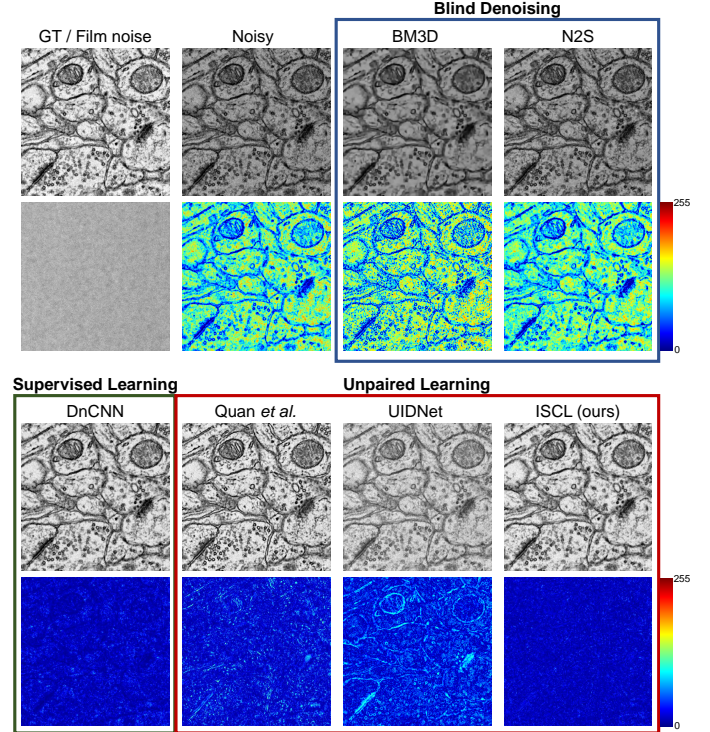 Blind Denoising
GT / Film noise
Noisy
BM3D
N2S
255
0
Supervised Learning
Unpaired Learning
DnCNN
Quan et al.
UIDNet
ISCL (ours)
255
0